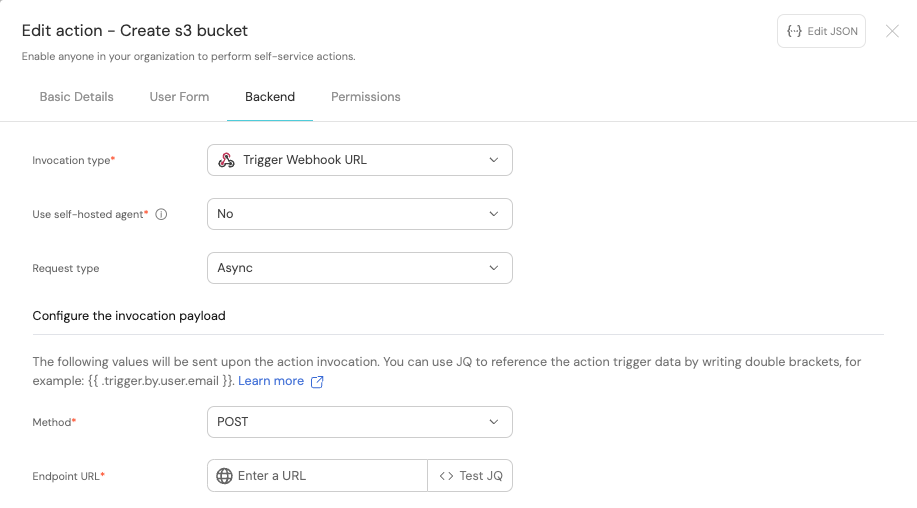 Edit action - Create s3 bucket
Edit JSON
Enable anyone in your organization to perform self-service actions.
Basic Details User Form Backend Permissions
Invocation type* Trigger Webhook URL
Use self-hosted agent* No
Request type Async
Configure the invocation payload
The following values will be sent upon the action invocation. You can use JQ to reference the action trigger data by writing double brackets, for
example: {{ .trigger.by.user.email }}. Learn more
Method* POST
Endpoint URL* Enter a URL <> Test JQ